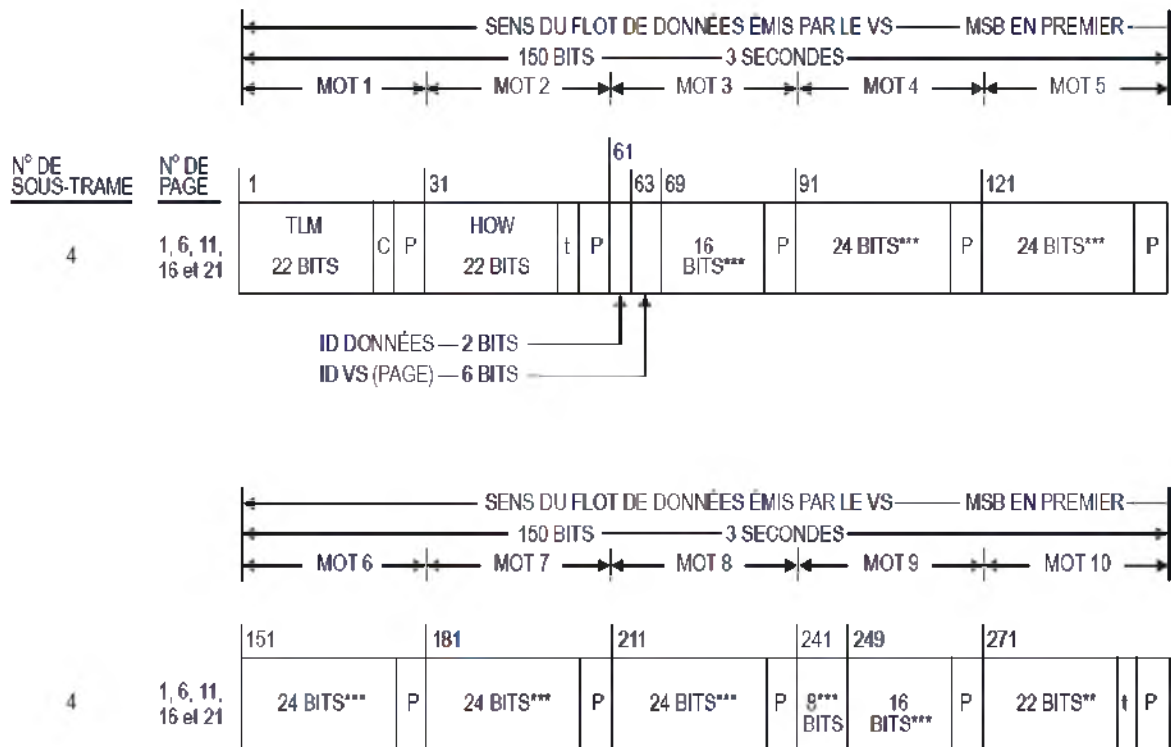 SENS DU FLOT DE DONNÉES ÉMIS PAR LE VS MSB EN PREMIER
150 BITS 3 SECONDES
MOT 1 MOT 2 MOT 3 MOT 4 MOT 5
N° DE SOUS-TRAME
N° DE PAGE
1 31 61 63 69 91 121
4
1, 6, 11, 16 et 21
TLM 22 BITS C P HOW 22 BITS t P 16 BITS*** P 24 BITS*** P 24 BITS*** P
ID DONNÉES — 2 BITS
ID VS (PAGE) — 6 BITS
SENS DU FLOT DE DONNÉES ÉMIS PAR LE VS MSB EN PREMIER
150 BITS 3 SECONDES
MOT 6 MOT 7 MOT 8 MOT 9 MOT 10
151 181 211 241 249 271
4
1, 6, 11, 16 et 21
24 BITS*** P 24 BITS*** P 24 BITS*** P 8*** BITS 16 BITS*** P 22 BITS** t P